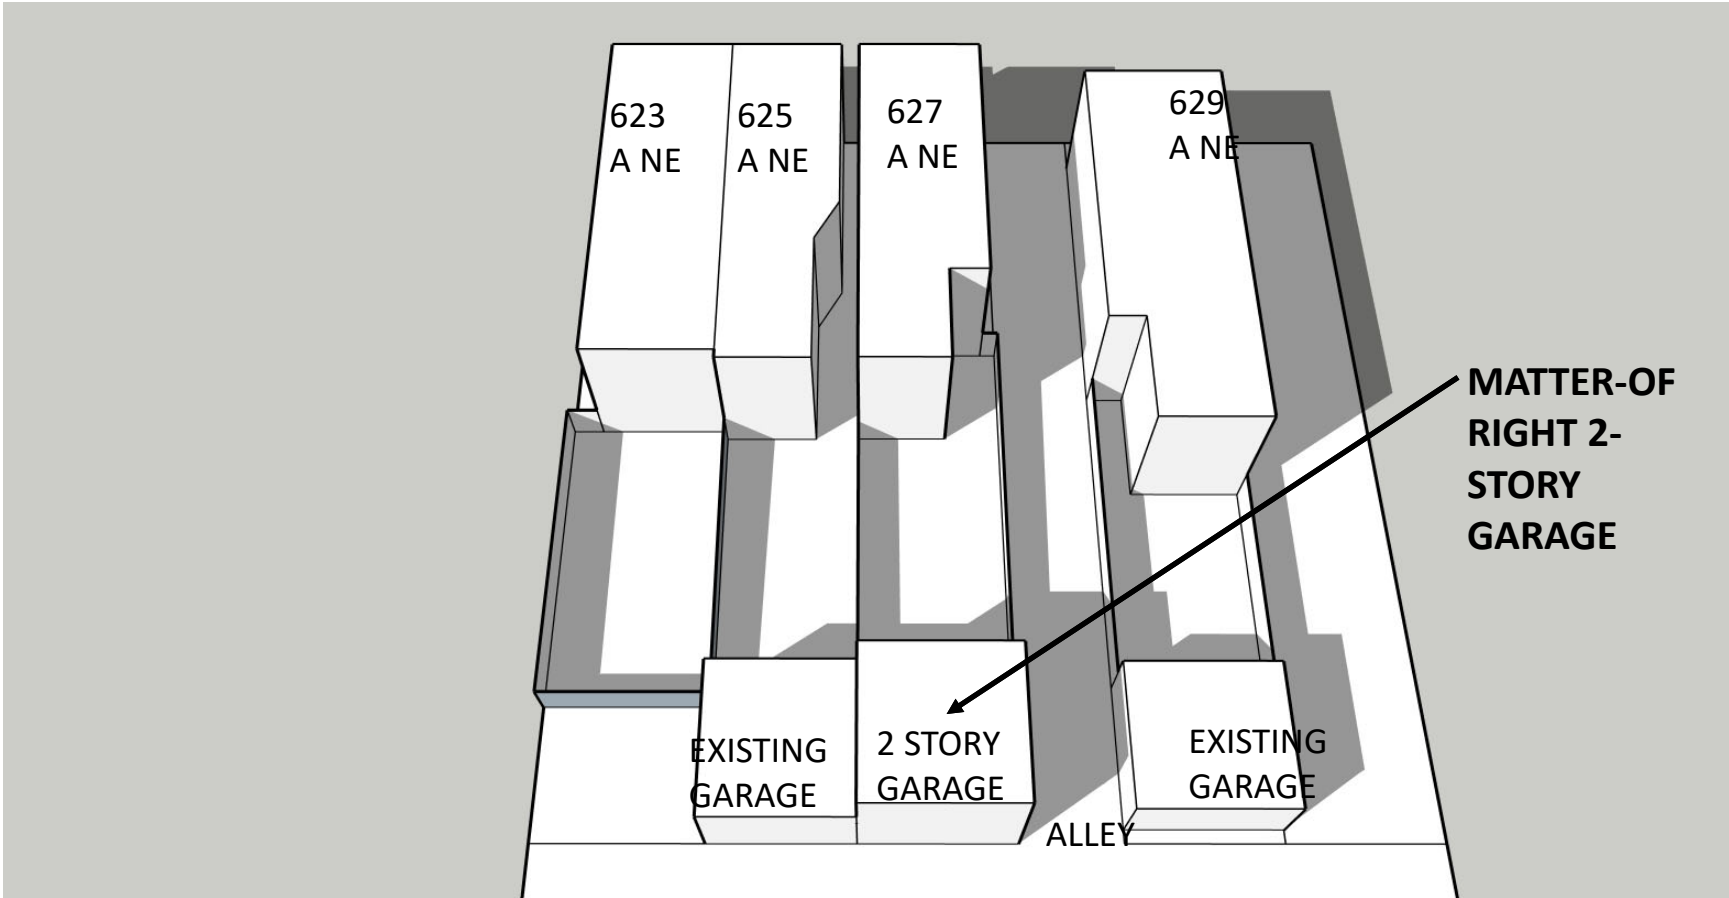 623
A NE
625
A NE
627
A NE
629
A NE
MATTER-OF
RIGHT 2-
STORY
GARAGE
EXISTING
GARAGE
2 STORY
GARAGE
EXISTING
GARAGE
ALLEY